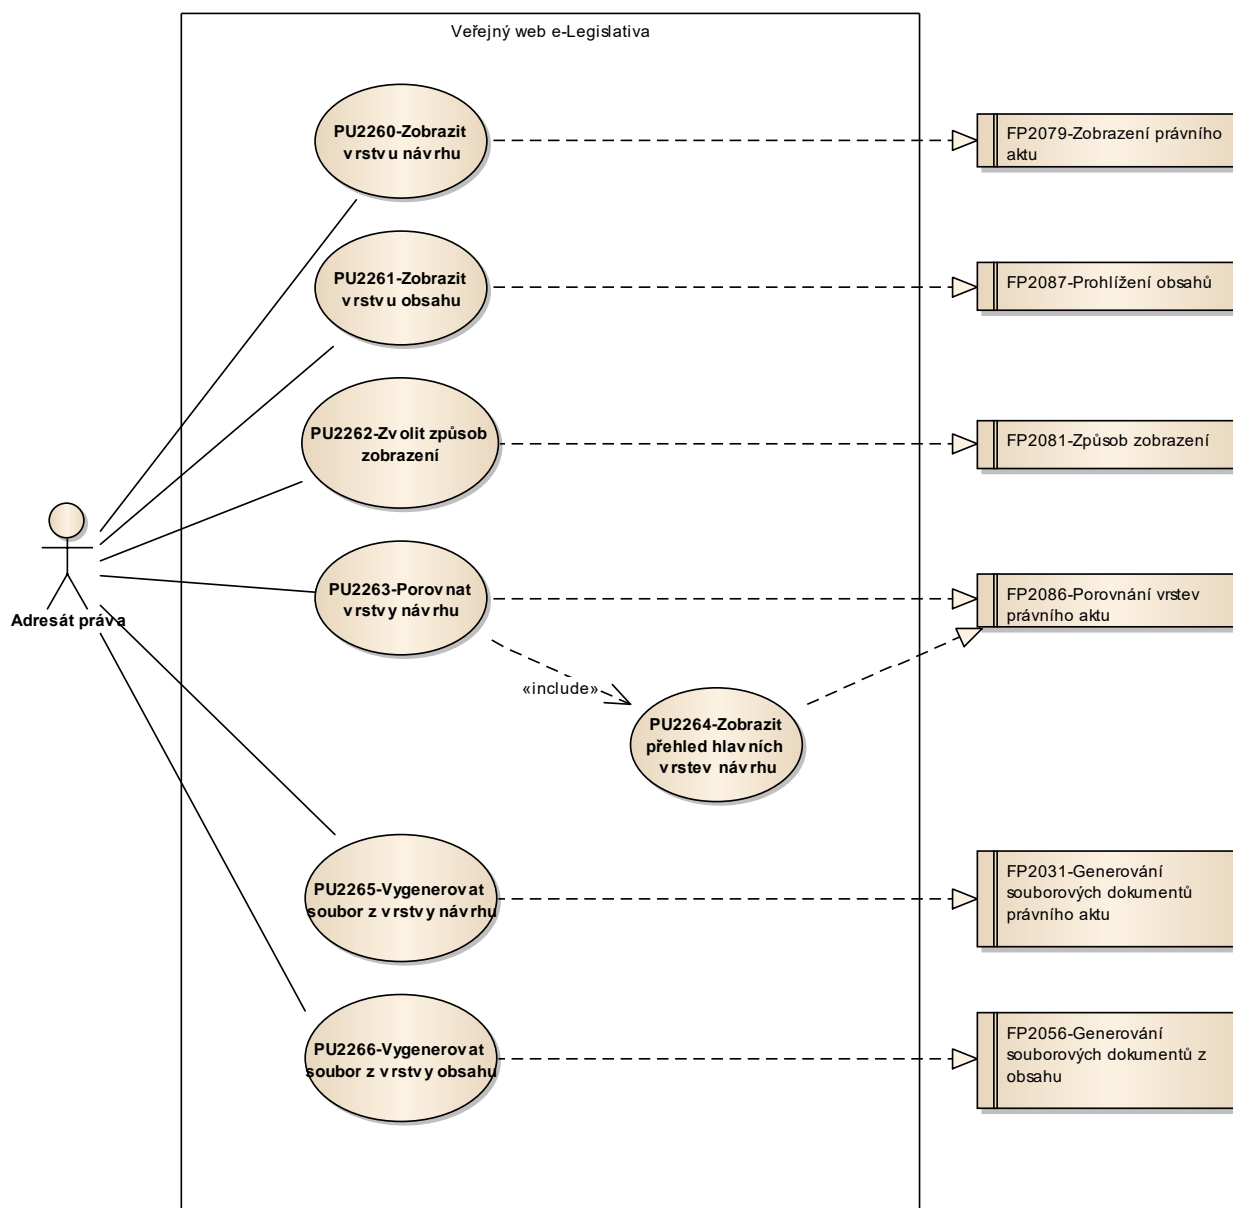 Veřejný web e-Legislativa
PU2260-Zobrazit
vrstvu návrhu
FP2079-Zobrazení právního
aktu
PU2261-Zobrazit
vrstvu obsahu
FP2087-Prohlížení obsahů
PU2262-Zvolit způsob
zobrazení
FP2081-Způsob zobrazení
PU2263-Porovnat
vrstvy návrhu
FP2086-Porovnání vrstev
právního aktu
Adresát práva
«include»
PU2264-Zobrazit
přehled hlavních
vrstev návrhu
PU2265-Vygenerovat
soubor z vrstvy návrhu
FP2031-Generování
souborových dokumentů
právního aktu
PU2266-Vygenerovat
soubor z vrstvy obsahu
FP2056-Generování
souborových dokumentů z
obsahu